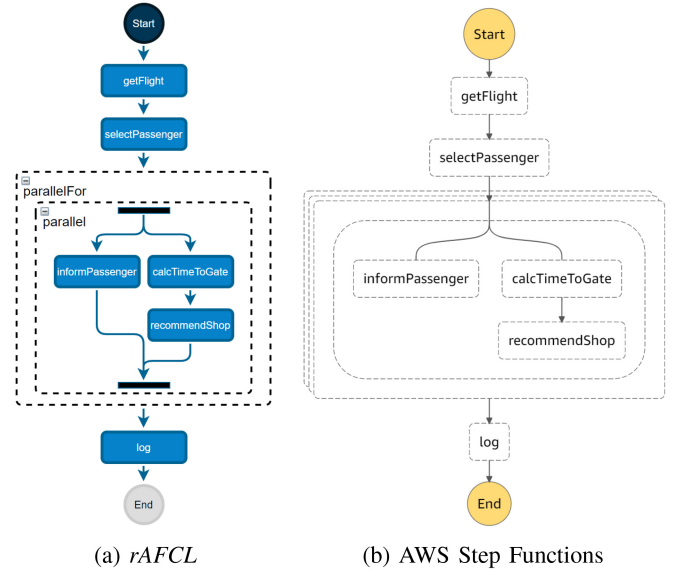 Start
getFlight
selectPassenger
parallelFor
parallel
informPassenger
calcTimeToGate
recommendShop
log
End
(a) rAFCL
Start
getFlight
selectPassenger
informPassenger
calcTimeToGate
recommendShop
log
End
(b) AWS Step Functions